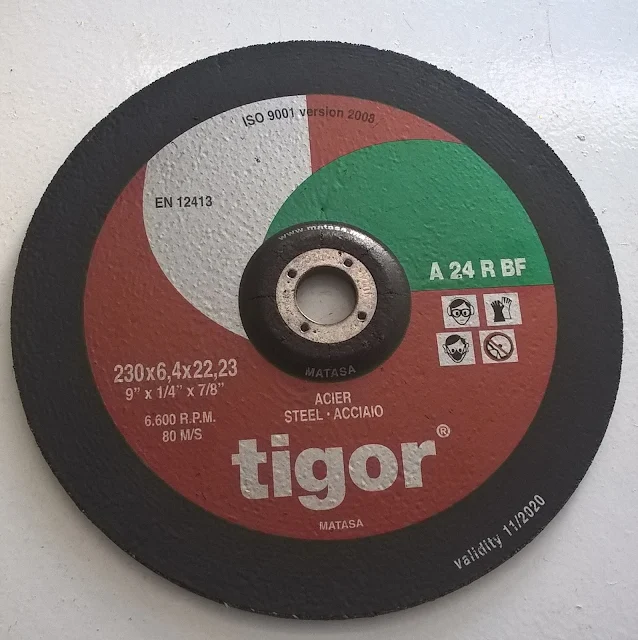 ISO 9001 version 2008
EN 12413
www.matasa.
A 24 R BF
MATASA
230x6,4x22,23
9" x 1/4" x 7/8"
6.600 R.P.M.
80 M/S
ACIER
STEEL · ACCIAIO
tigor®
MATASA
validity 11/2020